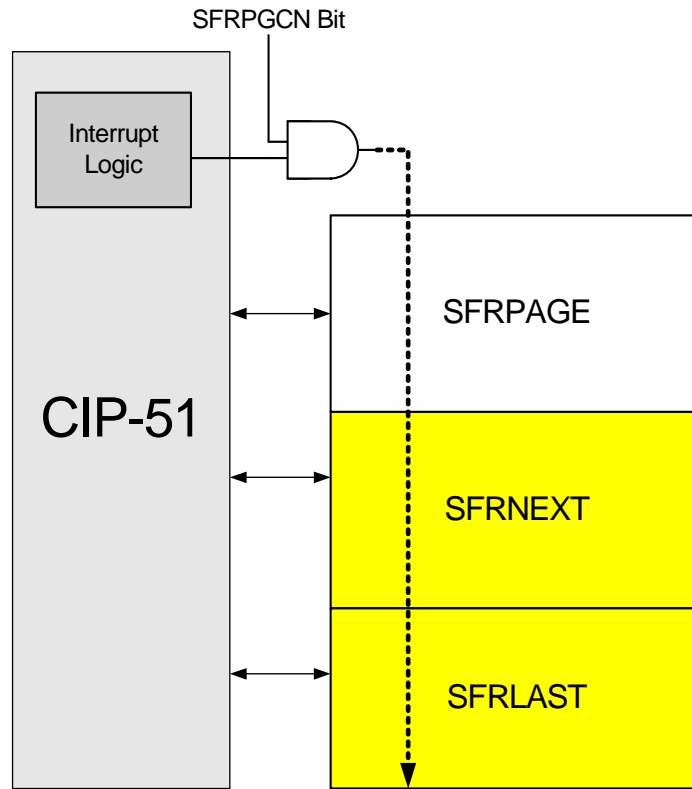 SFRPGCN Bit
Interrupt
Logic
SFRPAGE
CIP-51
SFRNEXT
SFRLAST